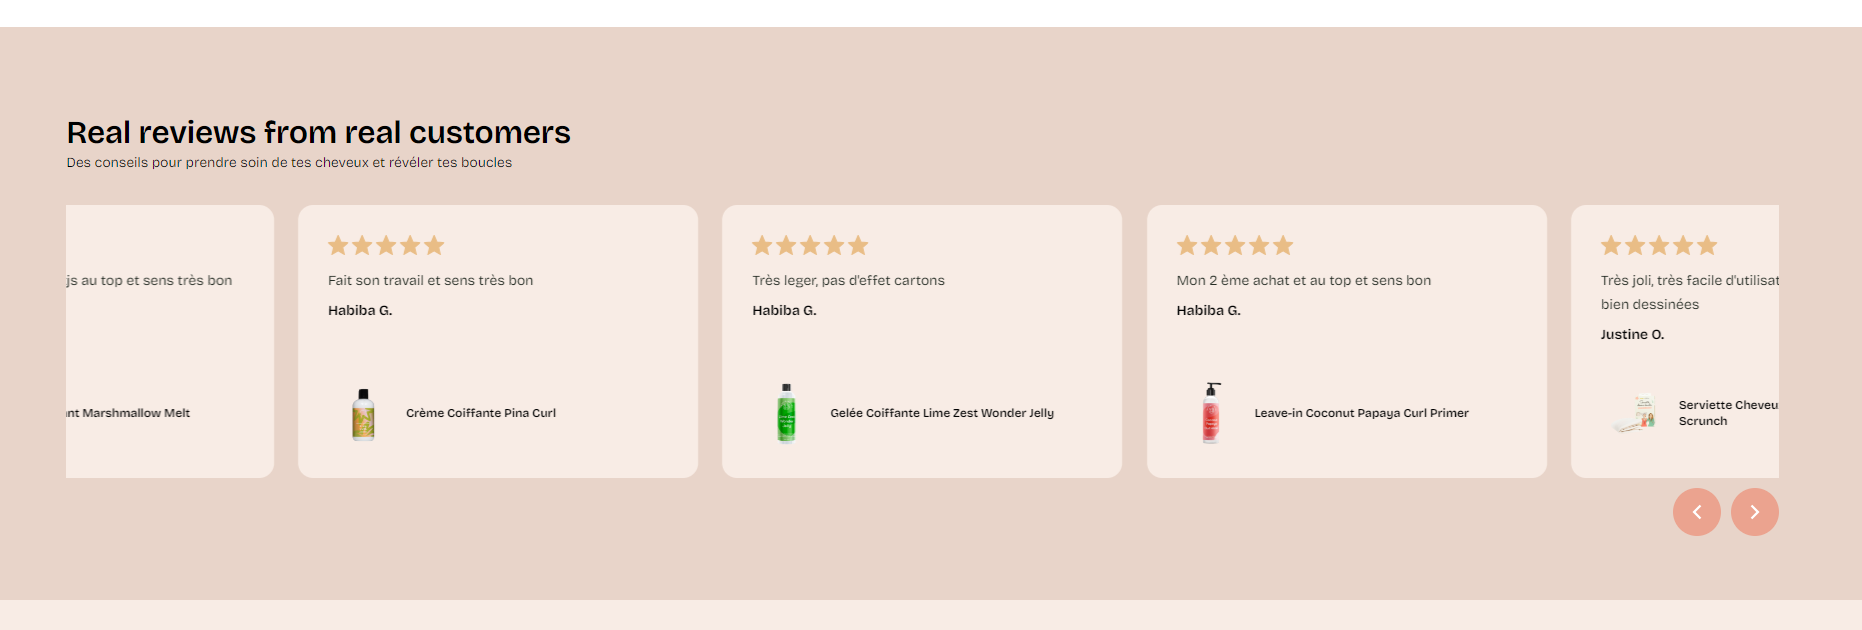 Real reviews from real customers
Des conseils pour prendre soin de tes cheveux et révéler tes boucles
js au top et sens très bon
nt Marshmallow Melt
Fait son travail et sens très bon
Habiba G.
Crème Coiffante Pina Curl
Très leger, pas d'effet cartons
Habiba G.
Gelée Coiffante Lime Zest Wonder Jelly
Mon 2 ème achat et au top et sens bon
Habiba G.
Leave-in Coconut Papaya Curl Primer
Très joli, très facile d'utilisat
bien dessinées
Justine O.
Serviette Cheveu
Scrunch